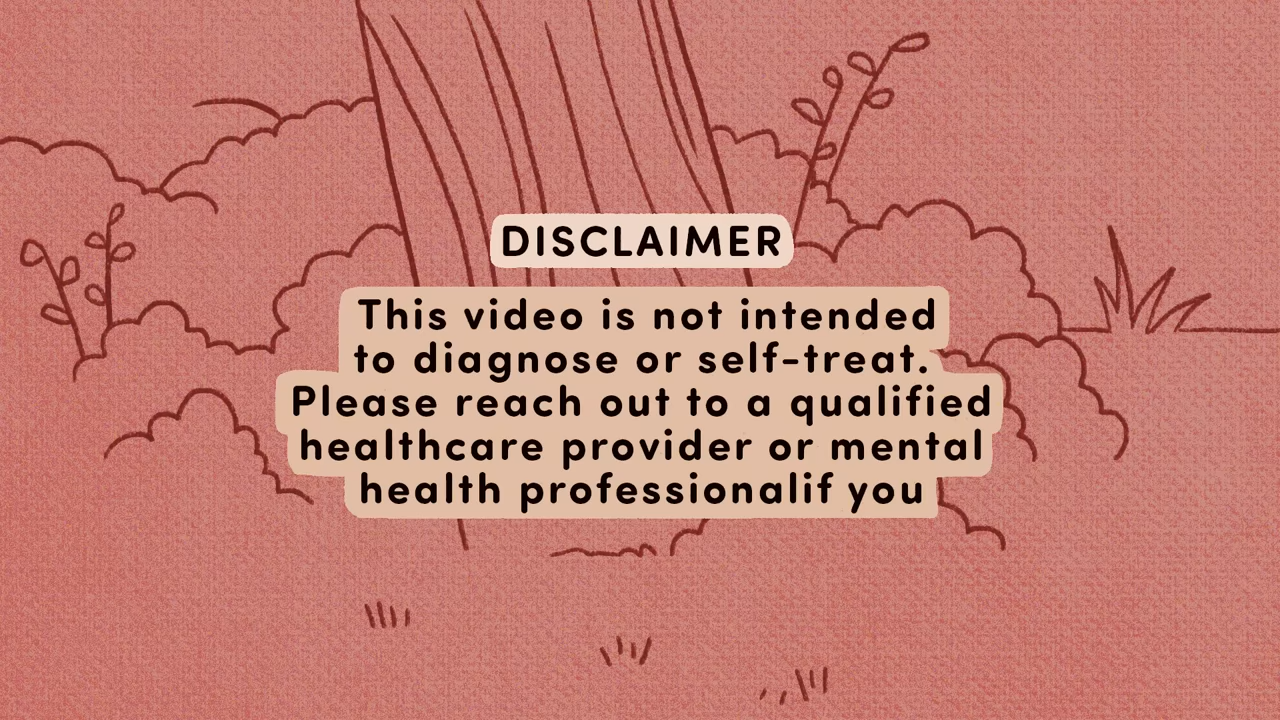 DISCLAIMER
This video is not intended
to diagnose or self-treat.
Please reach out to a qualified
healthcare provider or mental
health professionalif you